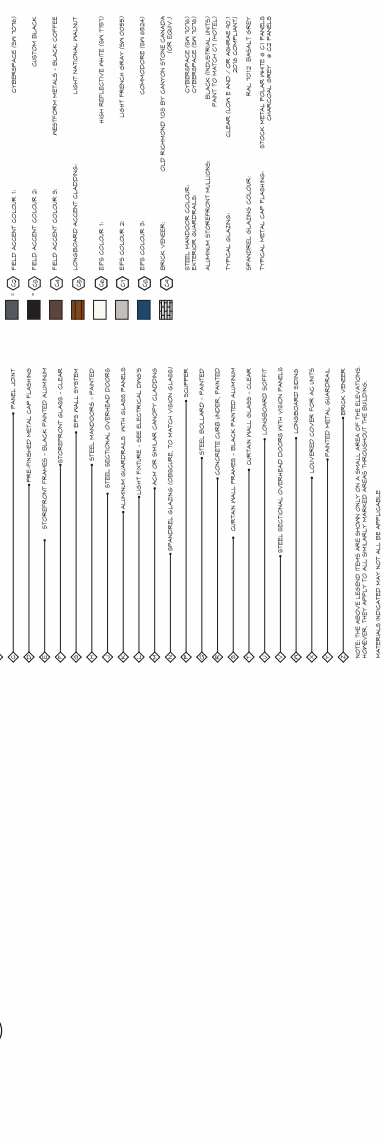 PANEL JOINT
PRE-FINISHED METAL CAP FLASHING
STOREFRONT FRAMES - BLACK PAINTED ALUMINUM
STOREFRONT GLASS - CLEAR
EIFS WALL SYSTEM
STEEL MANDOORS - PAINTED
STEEL SECTIONAL OVERHEAD DOORS
ALUMINUM GUARDRAILS WITH GLASS PANELS
LIGHT FIXTURE - SEE ELECTRICAL DWG'S
ACM OR SIMILAR CANOPY CLADDING
SPANDREL GLAZING (OBSCURE, TO MATCH VISION GLASS)
SCUPPER
STEEL BOLLARD - PAINTED
CONCRETE CURB UNDER, PAINTED
CURTAIN WALL FRAMES - BLACK PAINTED ALUMINUM
CURTAIN WALL GLASS - CLEAR
LONGBOARD SOFFIT
STEEL SECTIONAL OVERHEAD DOORS WITH VISION PANELS
LONGBOARD SIDING
LOUVERED COVER FOR AC UNITS
PAINTED METAL GUARDRAIL
BRICK VENEER
NOTE: THE ABOVE LEGEND ITEMS ARE SHOWN ONLY ON A SMALL AREA OF THE ELEVATIONS.
HOWEVER, THEY APPLY TO ALL SIMILARLY MARKED AREAS THROUGHOUT THE BUILDING.
MATERIALS INDICATED MAY NOT ALL BE APPLICABLE
FIELD ACCENT COLOUR 1: CYBERSPACE (SW 7076)
FIELD ACCENT COLOUR 2: CUSTOM BLACK
FIELD ACCENT COLOUR 3: WESTFORM METALS - BLACK COFFEE
LONGBOARD ACCENT CLADDING: LIGHT NATIONAL WALNUT
EIFS COLOUR 1: HIGH REFLECTIVE WHITE (SW 7757)
EIFS COLOUR 2: LIGHT FRENCH GRAY (SW 0055)
EIFS COLOUR 3: COMMODORE (SW 6524)
BRICK VENEER: OLD RICHMOND 103 BY CANYON STONE CANADA
(OR EQUIV.)
STEEL MANDOOR COLOUR: CYBERSPACE (SW 7076)
EXTERIOR GUARDRAILS: CYBERSPACE (SW 7076)
ALUMINUM STOREFRONT MULLIONS: BLACK (INDUSTRIAL UNITS)
PAINT TO MATCH C1 (HOTEL)
TYPICAL GLAZING: CLEAR (LOW E AND / OR ASHRAE 90.1
2016 COMPLIANT)
SPANDREL GLAZING COLOUR: RAL 7012 BASALT GREY
TYPICAL METAL CAP FLASHING: STOCK METAL POLAR WHITE @ C1 PANELS
CHARCOAL GREY @ C2 PANELS